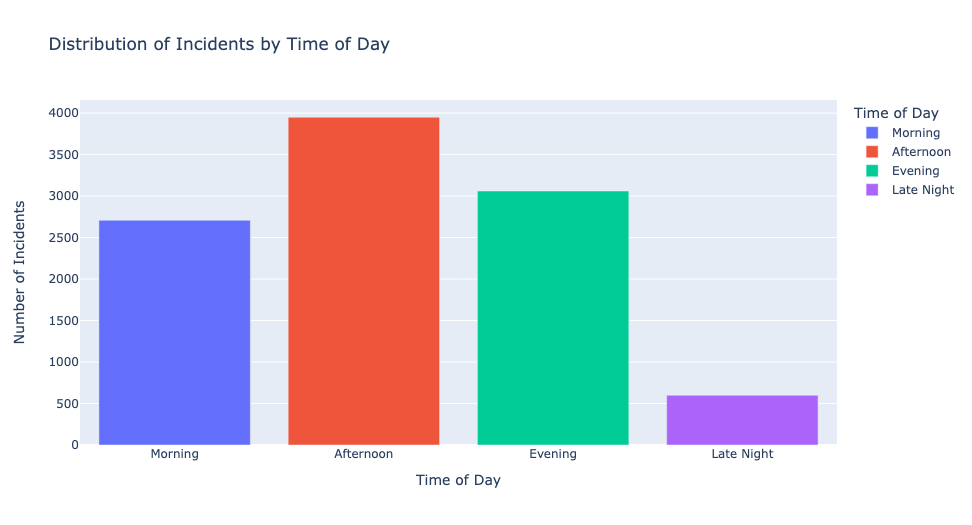 Distribution of Incidents by Time of Day
Number of Incidents
4000
3500
3000
2500
2000
1500
1000
500
0
Morning
Afternoon
Evening
Late Night
Time of Day
Time of Day
Morning
Afternoon
Evening
Late Night